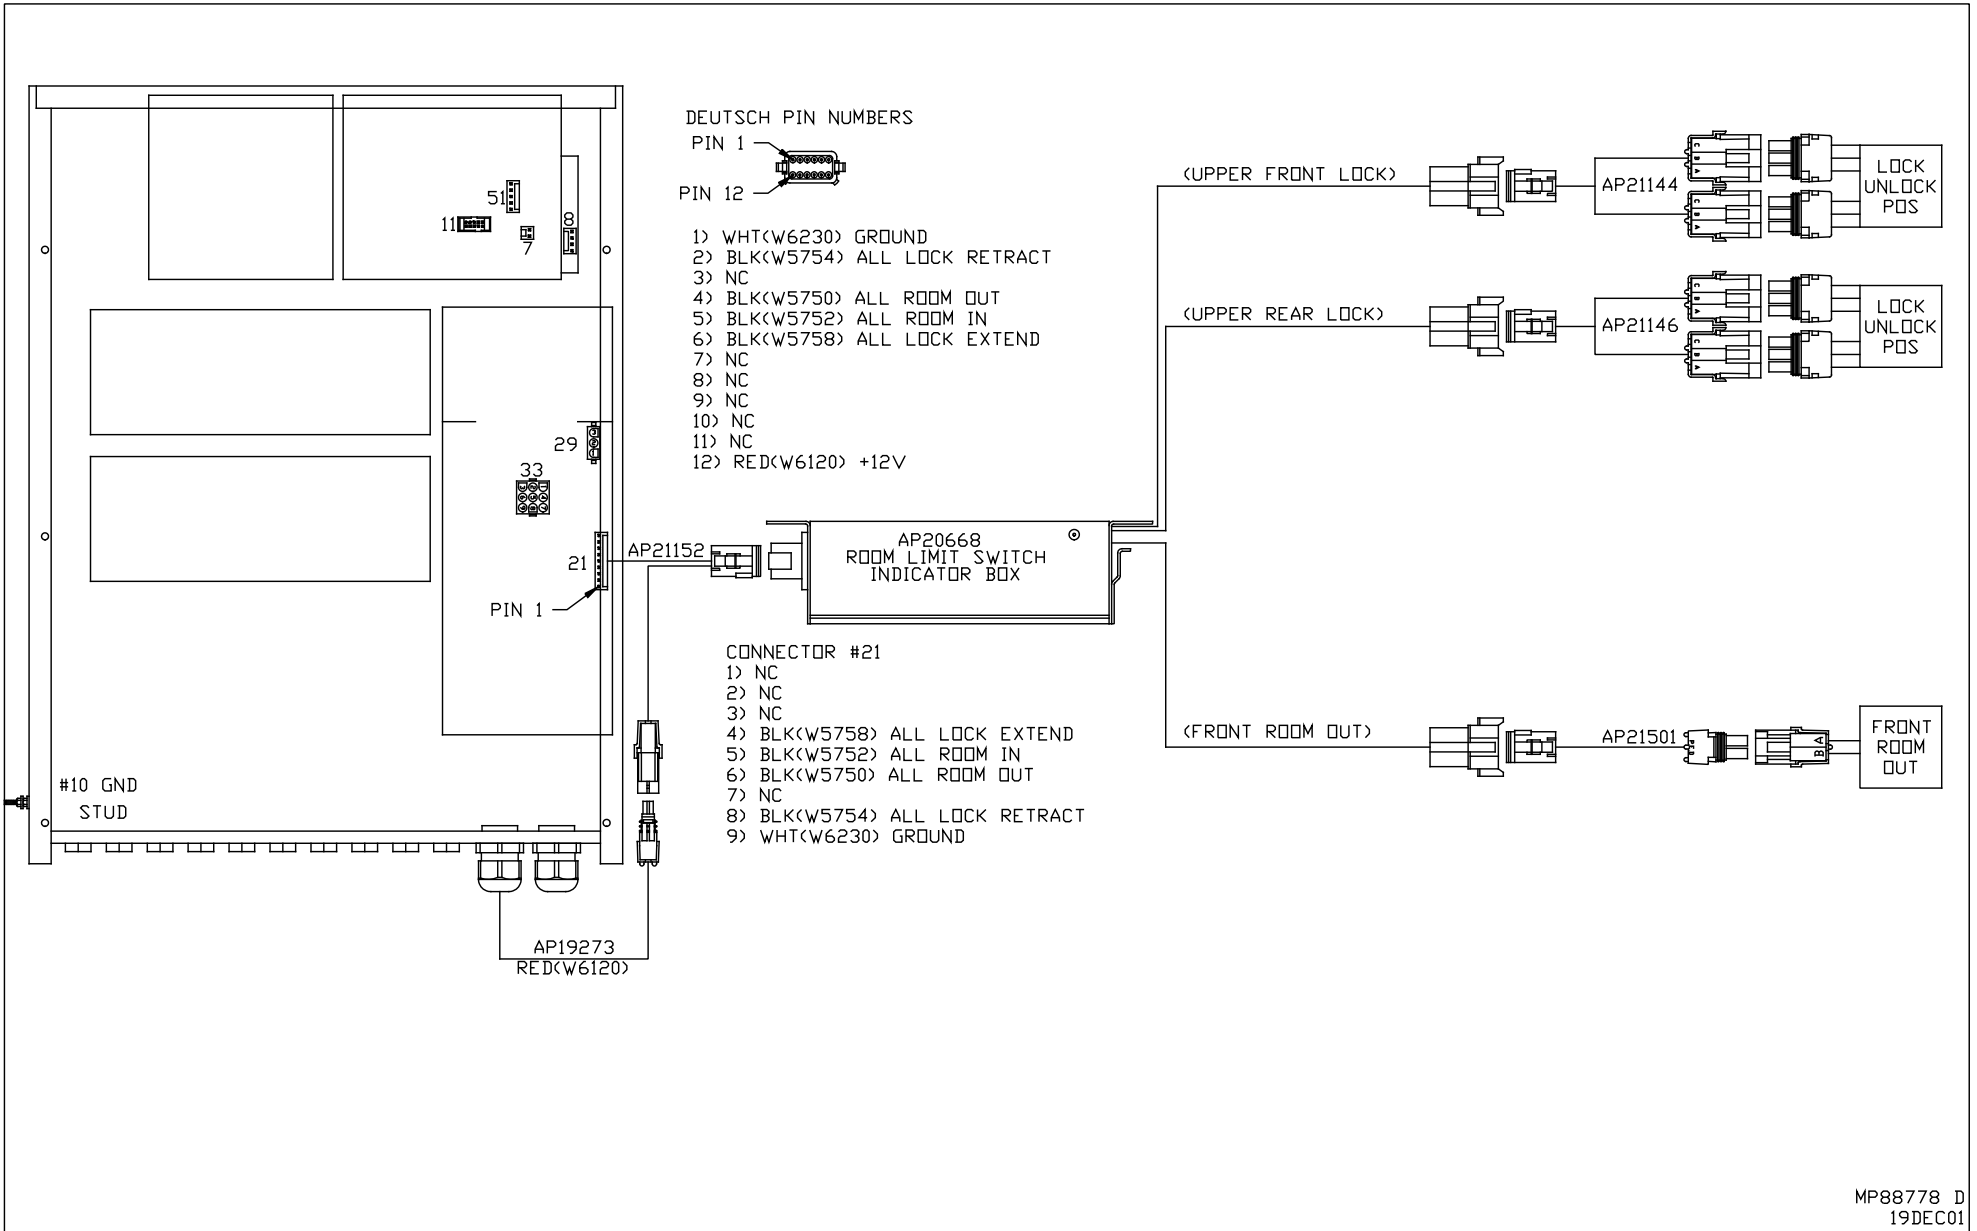 DEUTSCH PIN NUMBERS
PIN 1
PIN 12
1) WHT(W6230) GROUND
2) BLK(W5754) ALL LOCK RETRACT
3) NC
4) BLK(W5750) ALL ROOM OUT
5) BLK(W5752) ALL ROOM IN
6) BLK(W5758) ALL LOCK EXTEND
7) NC
8) NC
9) NC
10) NC
11) NC
12) RED(W6120) +12V
51
11
7
8
29
33
21
PIN 1
#10 GND
STUD
AP21152
AP20668
ROOM LIMIT SWITCH
INDICATOR BOX
CONNECTOR #21
1) NC
2) NC
3) NC
4) BLK(W5758) ALL LOCK EXTEND
5) BLK(W5752) ALL ROOM IN
6) BLK(W5750) ALL ROOM OUT
7) NC
8) BLK(W5754) ALL LOCK RETRACT
9) WHT(W6230) GROUND
AP19273
RED(W6120)
(UPPER FRONT LOCK)
AP21144
C
B
A
C
B
A
LOCK
UNLOCK
POS
(UPPER REAR LOCK)
AP21146
C
B
A
C
B
A
LOCK
UNLOCK
POS
(FRONT ROOM OUT)
AP21501
B A
FRONT
ROOM
OUT
MP88778 D
19DEC01